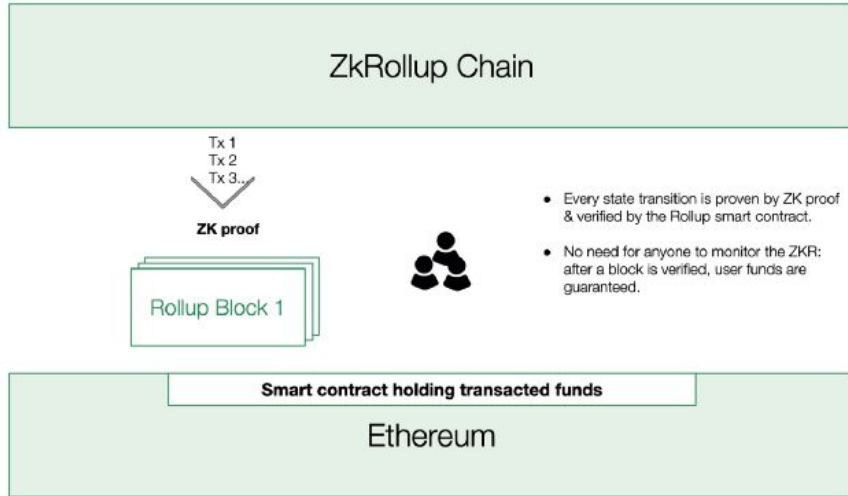 ZkRollup Chain
Tx 1
Tx 2
Tx 3...
ZK proof
Rollup Block 1
● Every state transition is proven by ZK proof
& verified by the Rollup smart contract.
● No need for anyone to monitor the ZKR:
after a block is verified, user funds are
guaranteed.
Smart contract holding transacted funds
Ethereum